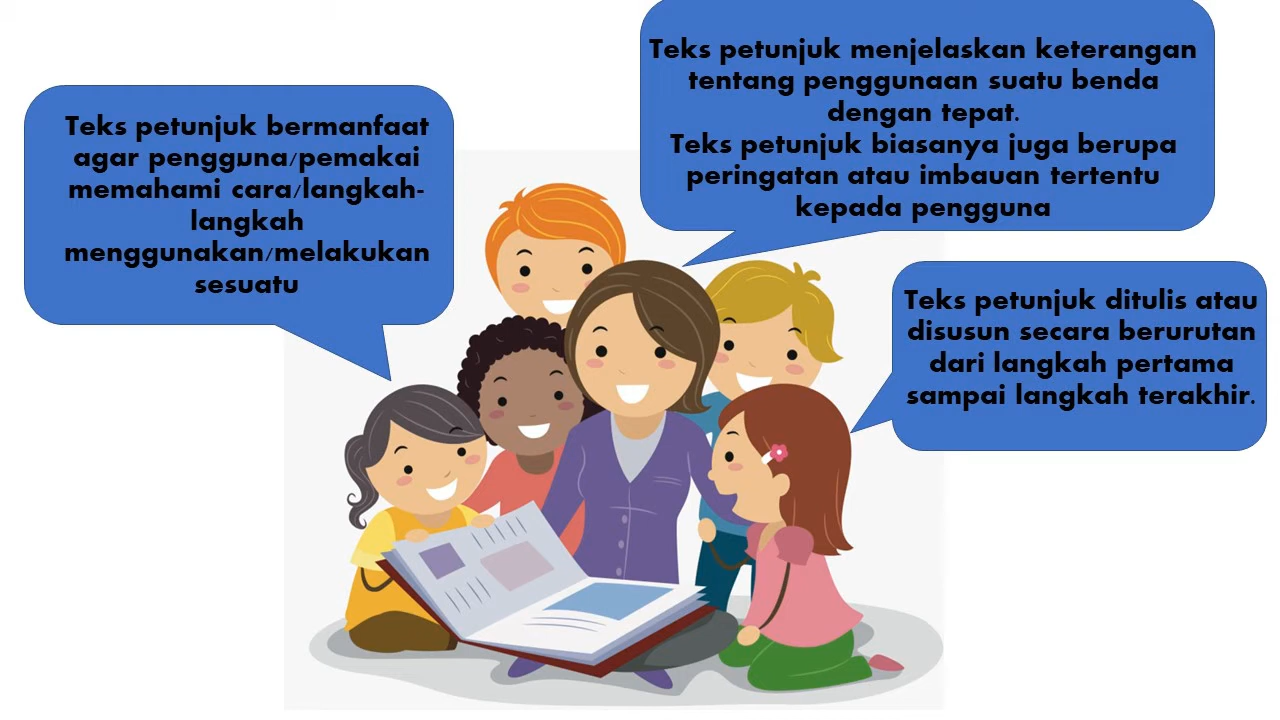 Teks petunjuk bermanfaat
agar pengguna/pemakai
memahami cara/langkah-
langkah
menggunakan/melakukan
sesuatu
Teks petunjuk menjelaskan keterangan
tentang penggunaan suatu benda
dengan tepat.
Teks petunjuk biasanya juga berupa
peringatan atau imbauan tertentu
kepada pengguna
Teks petunjuk ditulis atau
disusun secara berurutan
dari langkah pertama
sampai langkah terakhir.